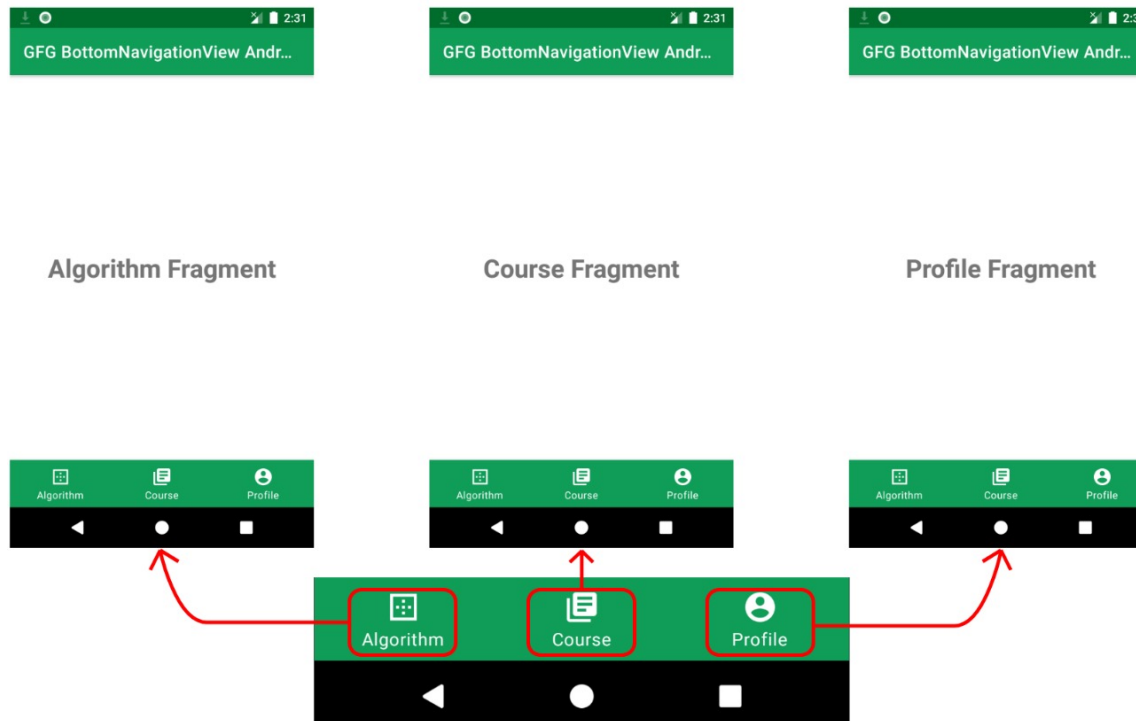 2:31
GFG BottomNavigationView Andr...
Algorithm Fragment
Algorithm Course Profile
2:31
GFG BottomNavigationView Andr...
Course Fragment
Algorithm Course Profile
GFG BottomNavigationView Andr...
Profile Fragment
Algorithm Course Profile
Algorithm Course Profile